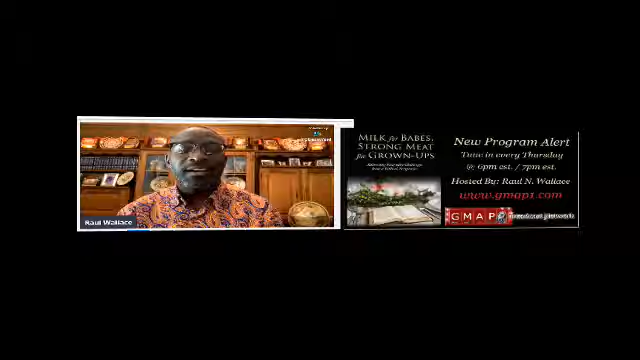 Raul Wallace
MILK for BABES,
STRONG MEAT
for GROWN-UPS
New Program Alert
Tune in every Thursday
@ 6pm est. / 7pm est.
Hosted By: Raul N. Wallace
www.gmap1.com
GMAP